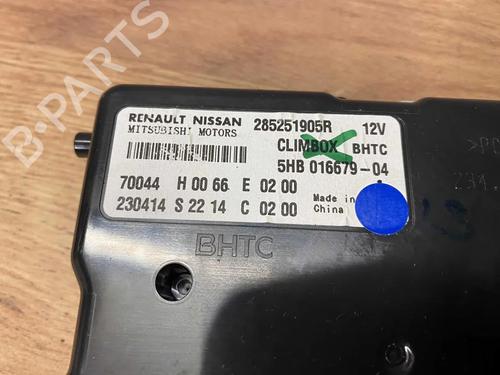 RENAULT NISSAN 285251905R 12V
MITSUBISHI MOTORS CLIMBOX BHTC
5HB 016679-04
70044 H 00 66 E 02 00
230414 S 22 14 C 02 00
Made in
China
BHTC
B-PARTS